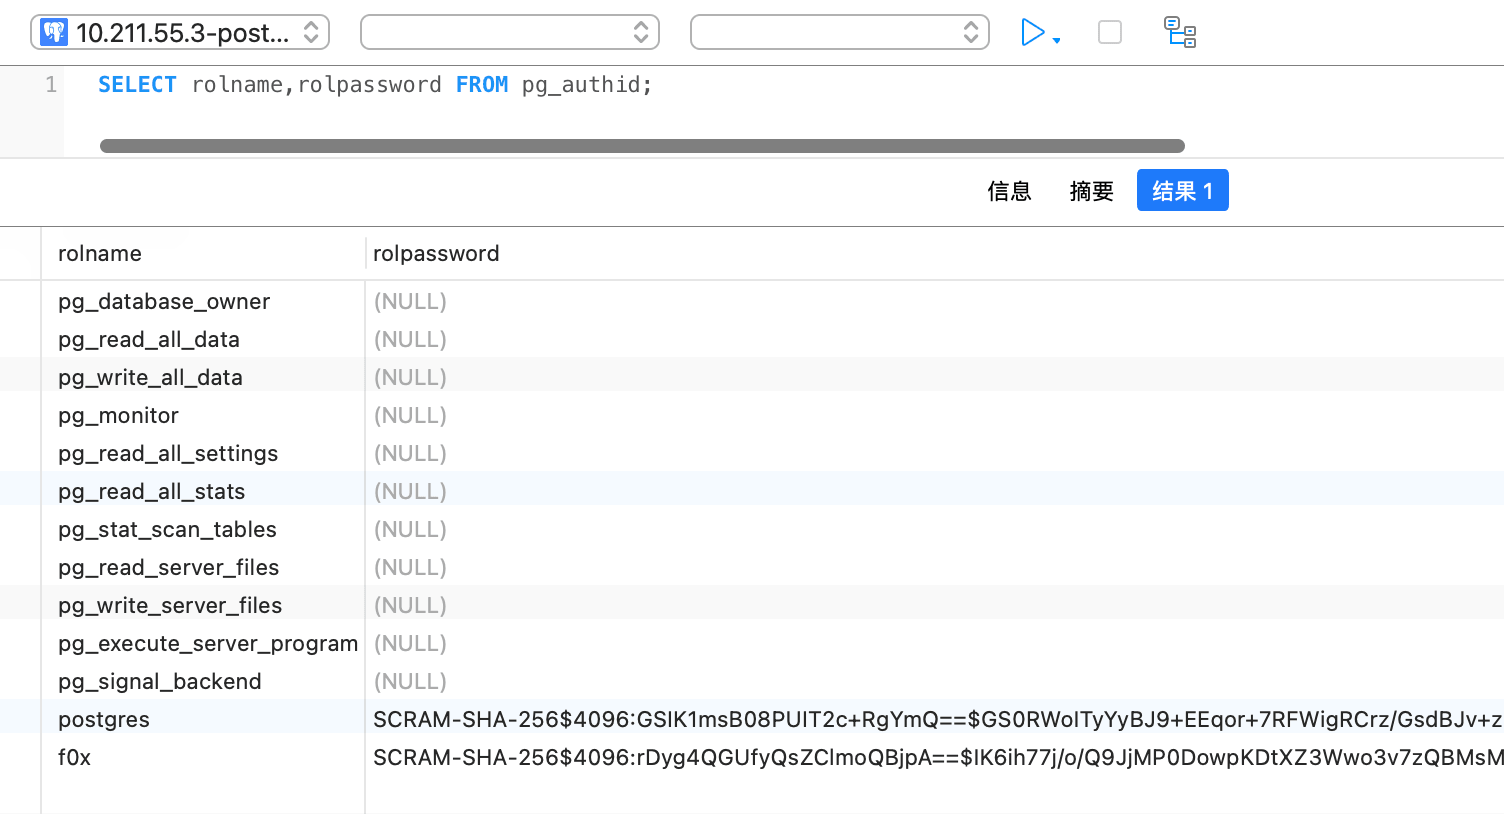 10.211.55.3-post...
1 SELECT rolname,rolpassword FROM pg_authid;
信息 摘要 结果 1
rolname rolpassword
pg_database_owner (NULL)
pg_read_all_data (NULL)
pg_write_all_data (NULL)
pg_monitor (NULL)
pg_read_all_settings (NULL)
pg_read_all_stats (NULL)
pg_stat_scan_tables (NULL)
pg_read_server_files (NULL)
pg_write_server_files (NULL)
pg_execute_server_program (NULL)
pg_signal_backend (NULL)
postgres SCRAM-SHA-256$4096:GSIK1msB08PUIT2c+RgYmQ==$GS0RWolTyYyBJ9+EEqor+7RFWigRCrz/GsdBJv+z
f0x SCRAM-SHA-256$4096:rDyg4QGUfyQsZClmoQBjpA==$IK6ih77j/o/Q9JjMP0DowpKDtXZ3Wwo3v7zQBMsM